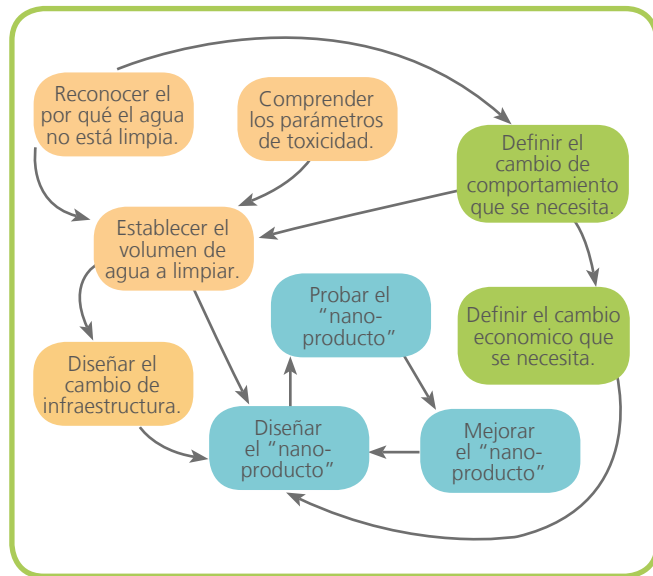 Reconocer el
por qué el agua
no está limpia.
Comprender
los parámetros
de toxicidad.
Definir el
cambio de
comportamiento
que se necesita.
Establecer el
volumen de
agua a limpiar.
Probar el
“nano-
producto”
Definir el cambio
economico que
se necesita.
Diseñar el
cambio de
infraestructura.
Diseñar
el “nano-
producto”
Mejorar
el “nano-
producto”